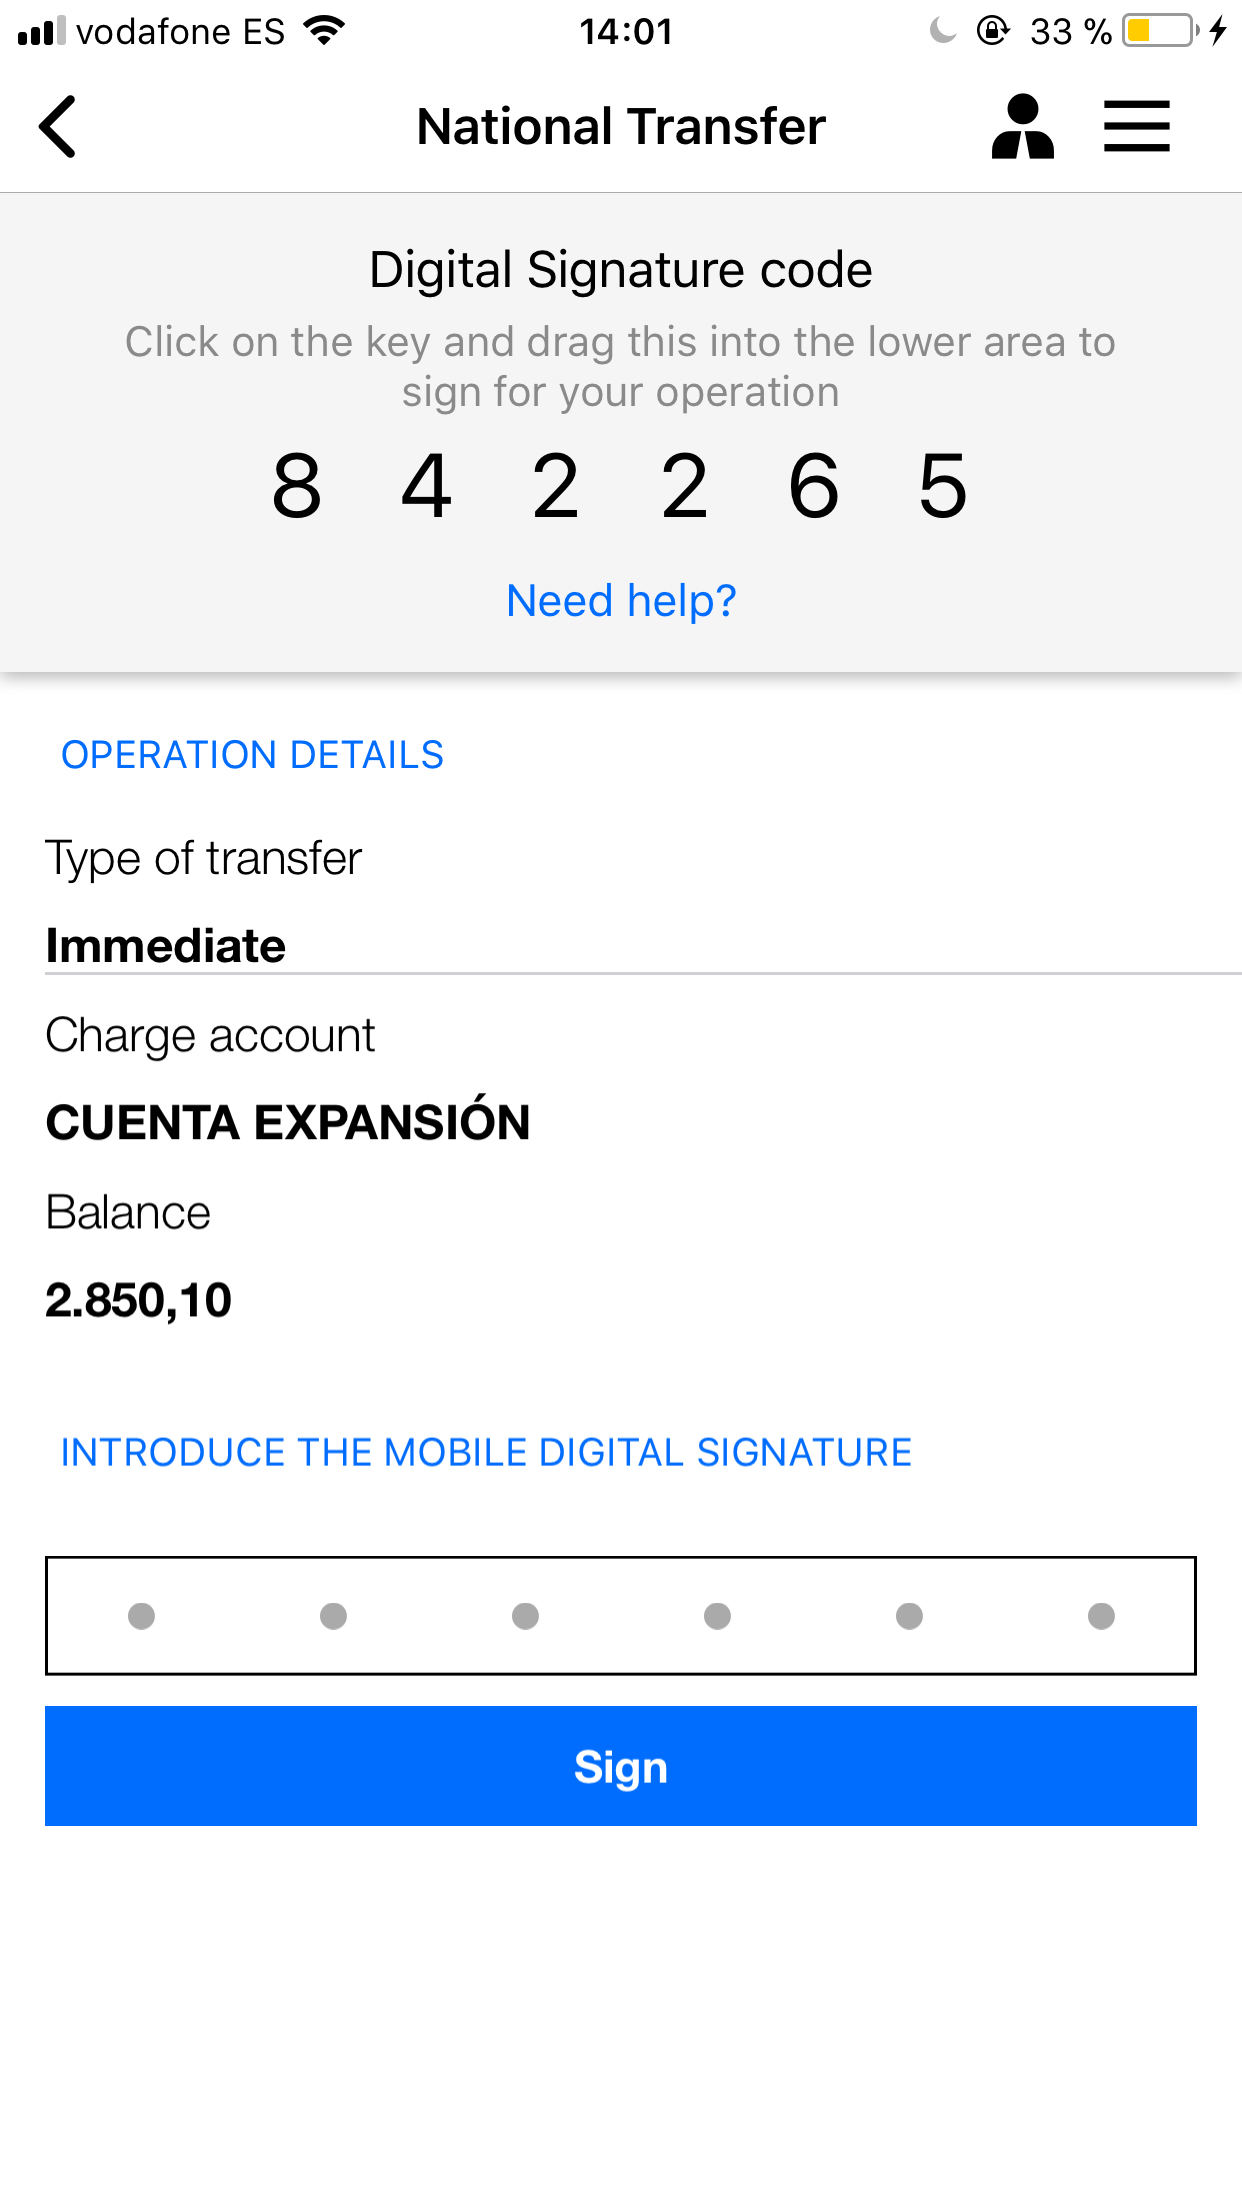 vodafone ES 14:01 33 %
National Transfer
Digital Signature code
Click on the key and drag this into the lower area to
sign for your operation
8 4 2 2 6 5
Need help?
OPERATION DETAILS
Type of transfer
Immediate
Charge account
CUENTA EXPANSIÓN
Balance
2.850,10
INTRODUCE THE MOBILE DIGITAL SIGNATURE
Sign